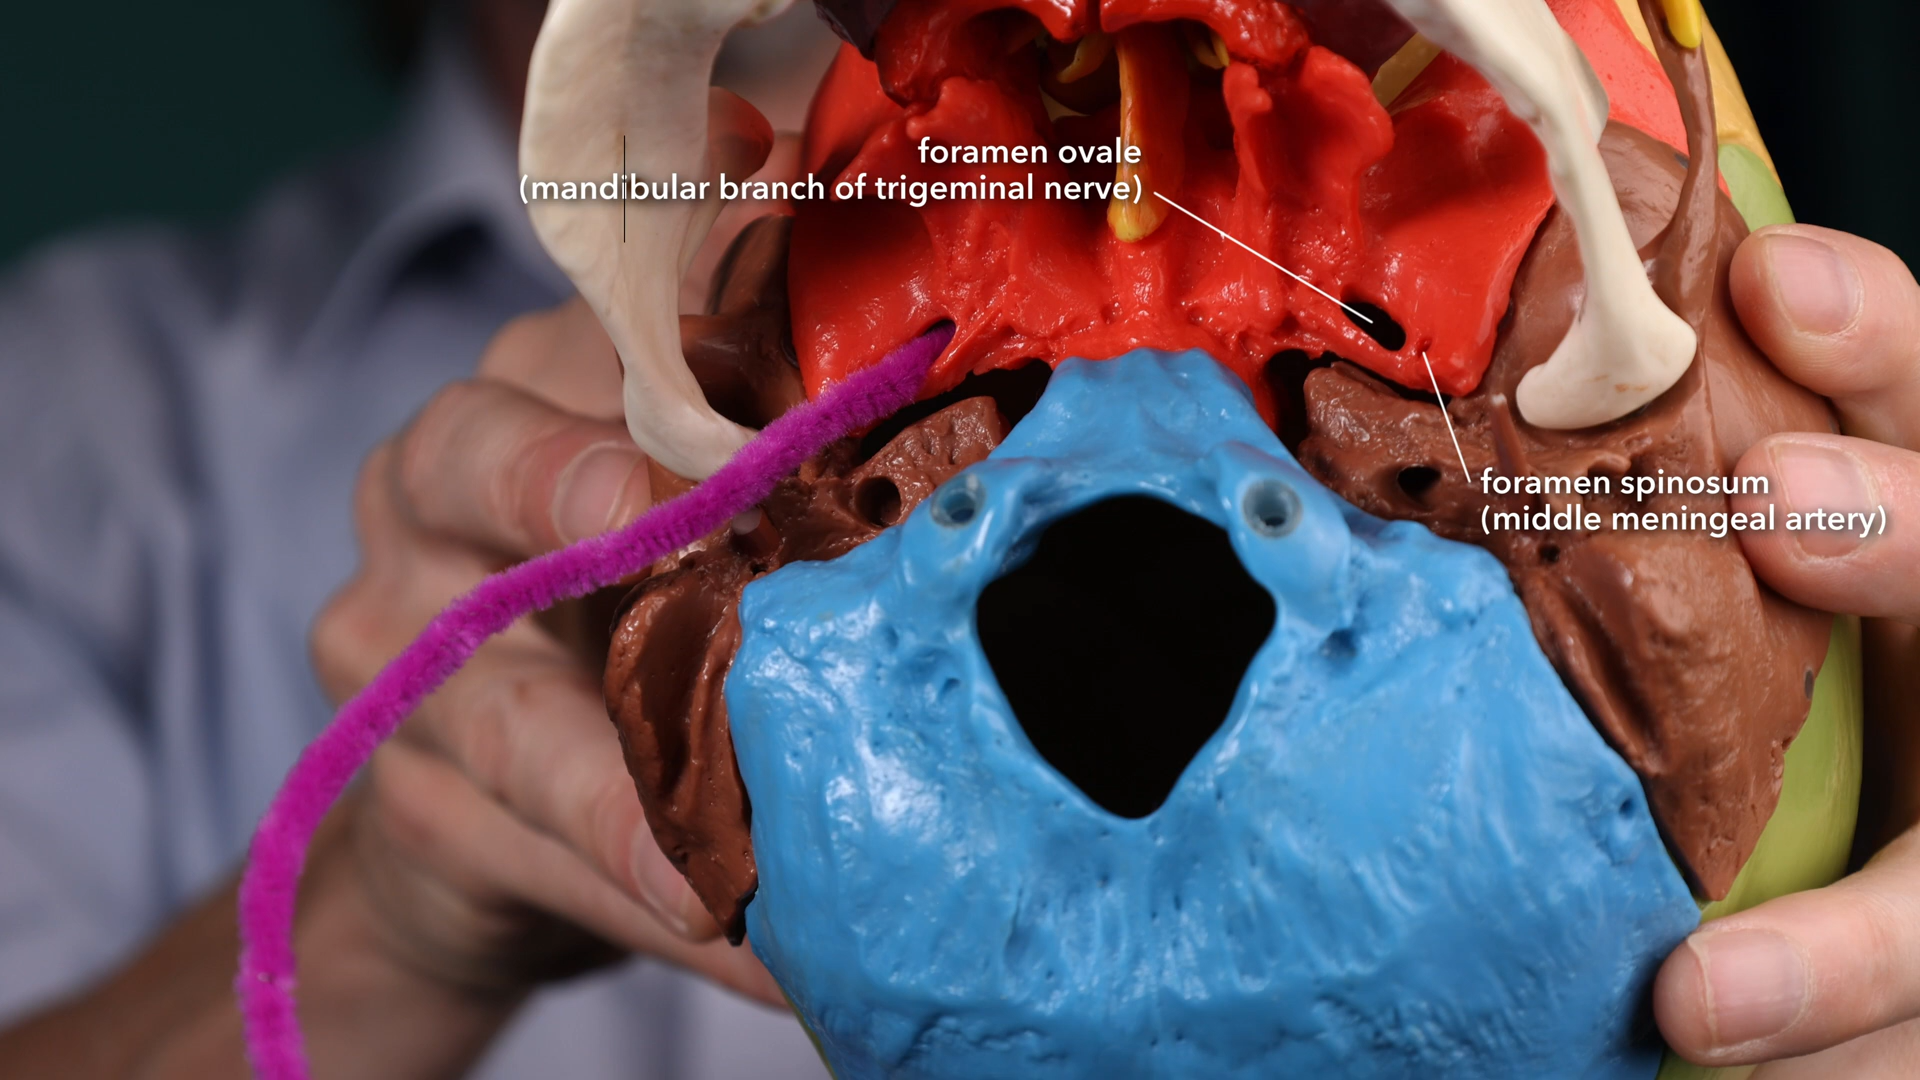 foramen ovale
(mandibular branch of trigeminal nerve)
foramen spinosum
(middle meningeal artery)